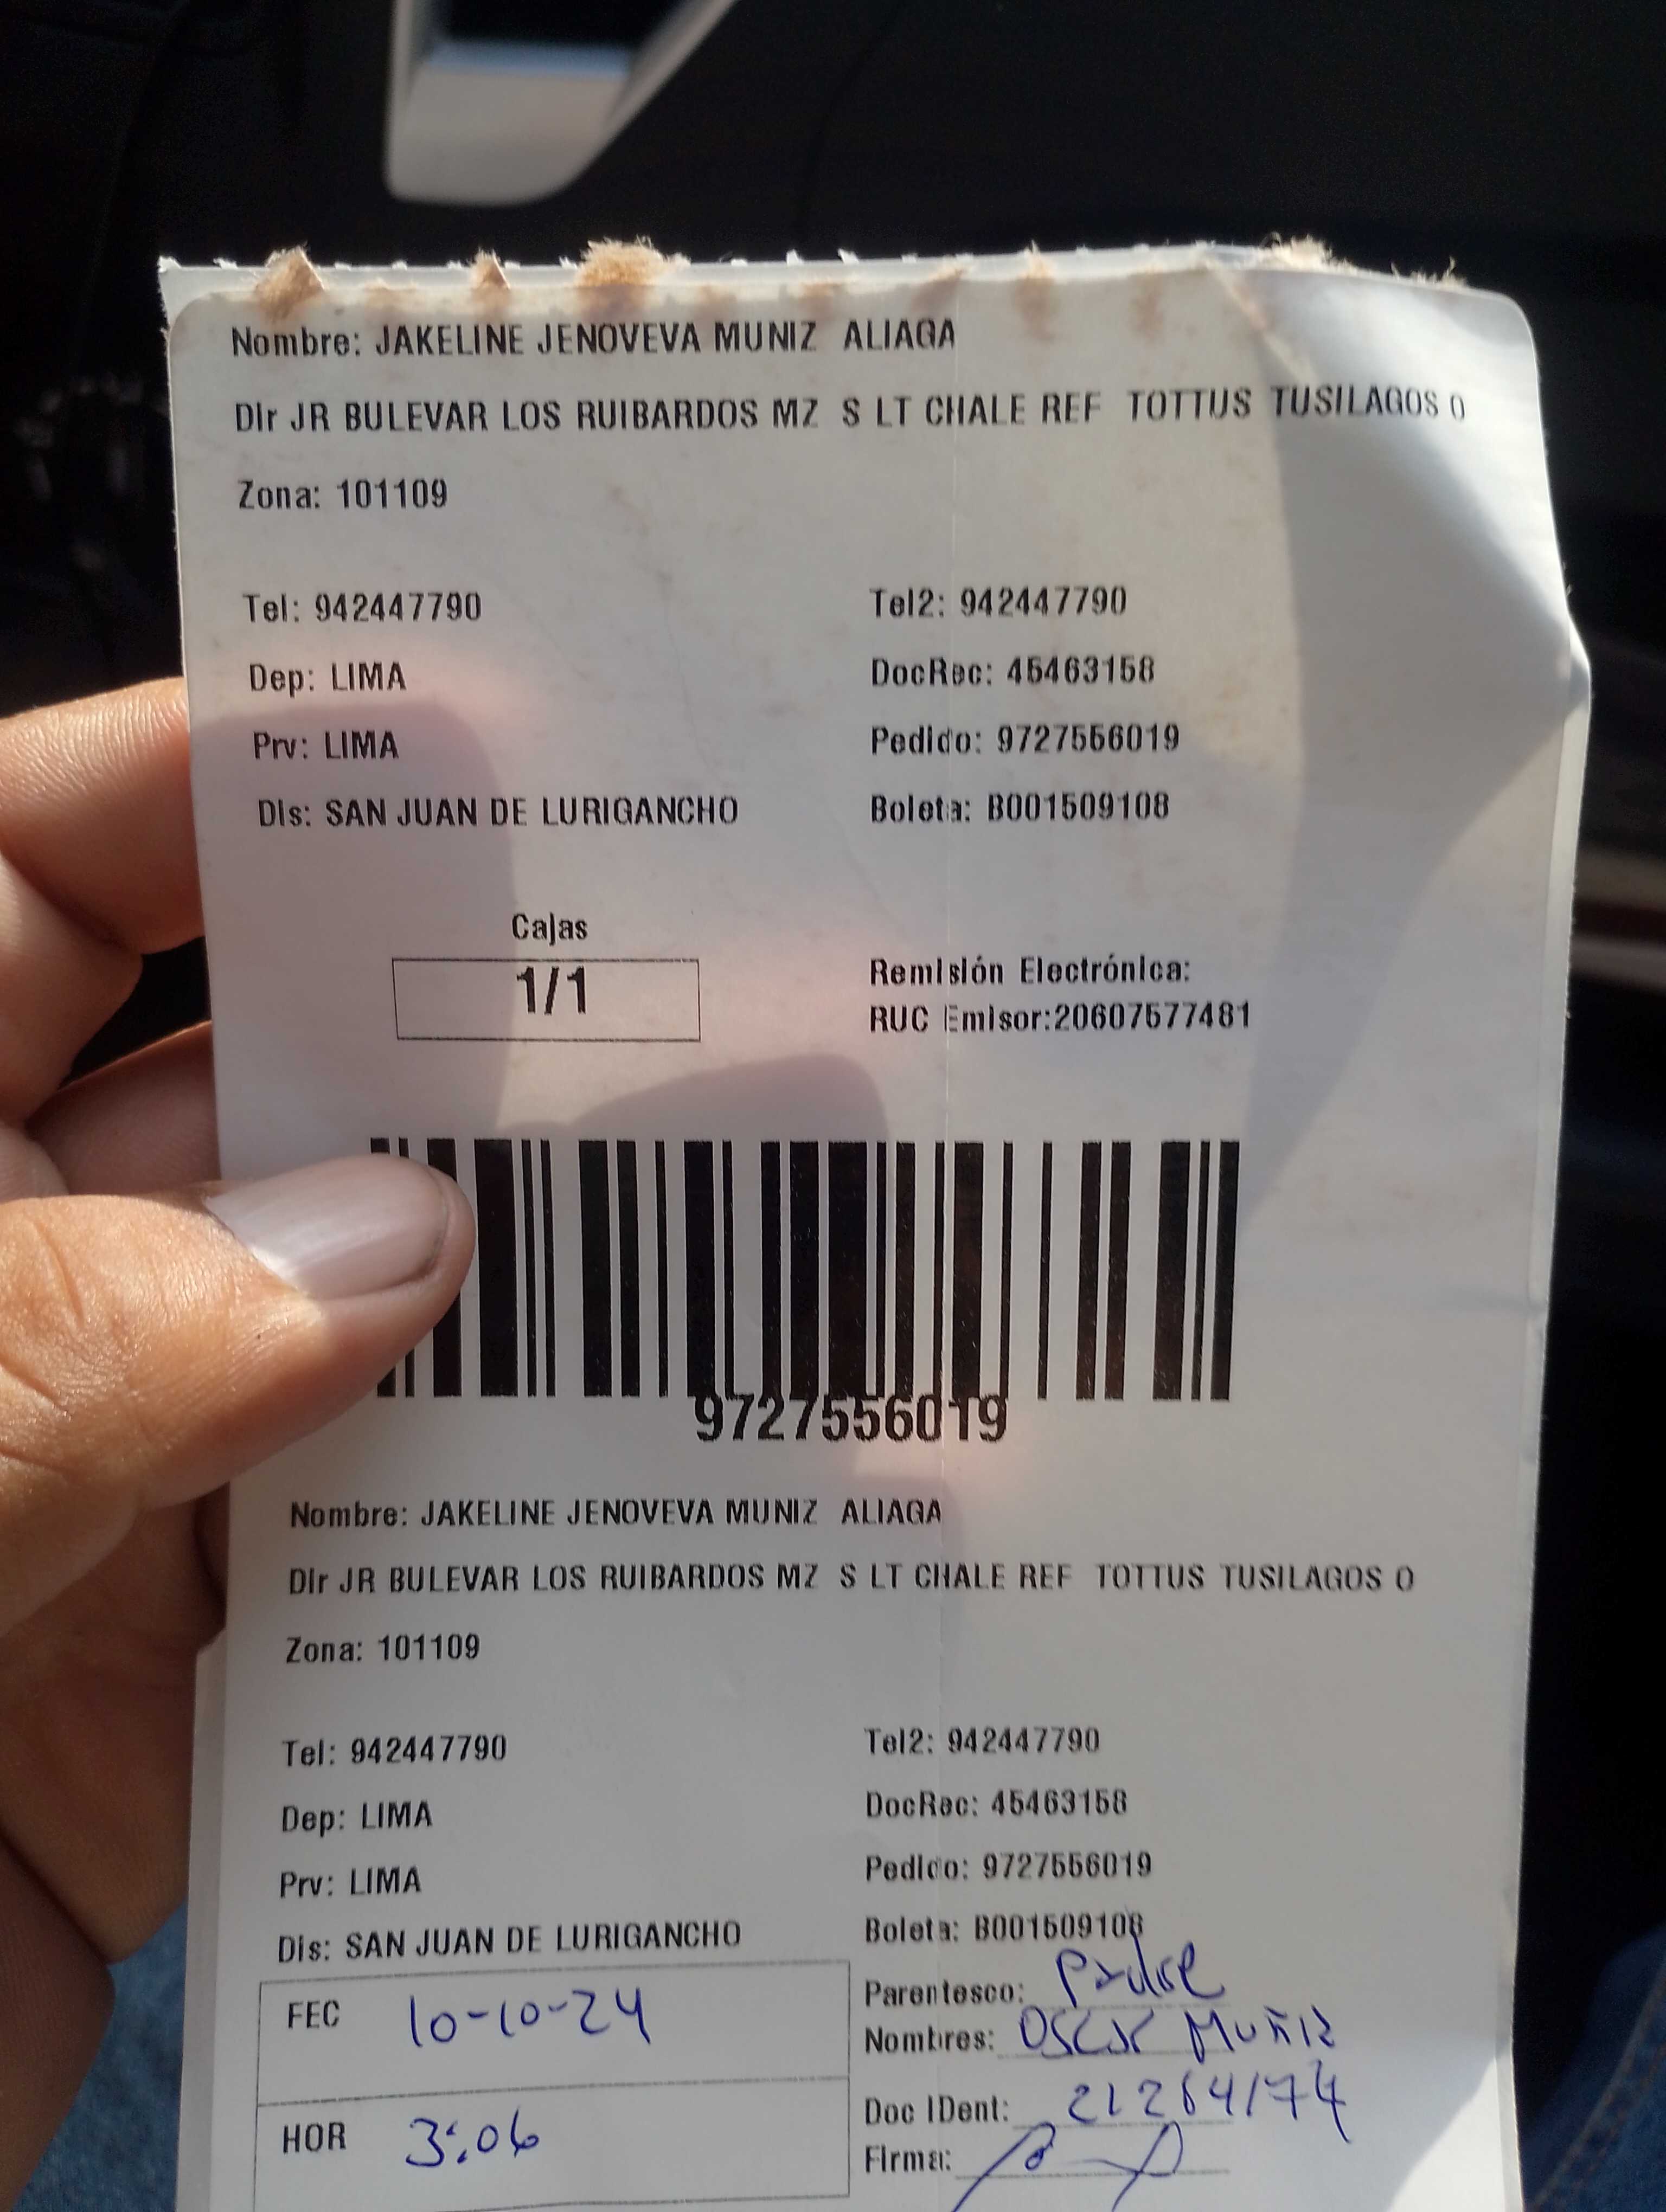 Nombre: JAKELINE JENOVEVA MUNIZ ALIAGA
Dir JR BULEVAR LOS RUIBARDOS MZ S LT CHALE REF TOTTUS TUSILAGOS 0
Zona: 101109
Tel: 942447790 Tel2: 942447790
Dep: LIMA DocRec: 45463158
Prv: LIMA Pedido: 9727556019
Dis: SAN JUAN DE LURIGANCHO Boleta: B001509108
Cajas
1/1
Remisión Electrónica:
RUC Emisor:20607577481
9727556019
Nombre: JAKELINE JENOVEVA MUNIZ ALIAGA
Dir JR BULEVAR LOS RUIBARDOS MZ S LT CHALE REF TOTTUS TUSILAGOS 0
Zona: 101109
Tel: 942447790 Tel2: 942447790
Dep: LIMA DocRec: 45463158
Prv: LIMA Pedido: 9727556019
Dis: SAN JUAN DE LURIGANCHO Boleta: B001509108
FEC 10-10-24 Parentesco: Padre
Nombres: OSCAR MUÑIZ
HOR 3:06 Doc IDent: 21264174
Firma: